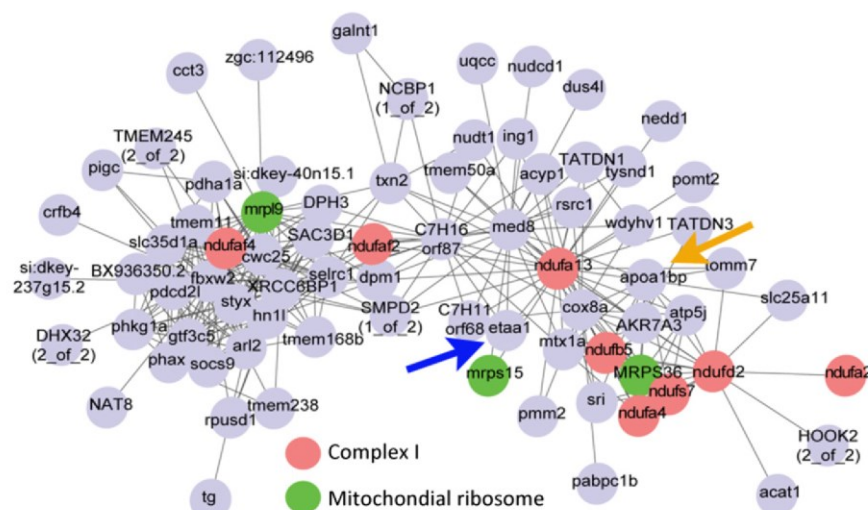 galnt1
zgc:112496
cct3
uqcc
nudcd1
NCBP1
(1_of_2)
dus4l
TMEM245
(2_of_2)
nudt1
ing1
nedd1
pigc
si:dkey-40n15.1
pdha1a
txn2
tmem50a
acyp1
TATDN1
tysnd1
pomt2
crfb4
mrpl9
DPH3
rsrc1
tmem11
C7H16
orf87
med8
wdyhv1
TATDN3
slc35d1a
ndufaf4
SAC3D1
ndufaf2
cwc25
si:dkey-
237g15.2
BX936350.2
fbxw2
selrc1
dpm1
ndufa13
apoa1bp
tomm7
pdcd2l
styx
XRCC6BP1
slc25a11
hn1l
SMPD2
(1_of_2)
C7H11
orf68
cox8a
atp5j
DHX32
(2_of_2)
phkg1a
gtf3c5
arl2
tmem168b
etaa1
AKR7A3
mtx1a
ndufb5
phax
socs9
mrps15
MRPS36
ndufd2
ndufa2
ndufs7
NAT8
tmem238
rpusd1
pmm2
sri
ndufa4
HOOK2
(2_of_2)
Complex I
pabpc1b
acat1
tg
Mitochondial ribosome